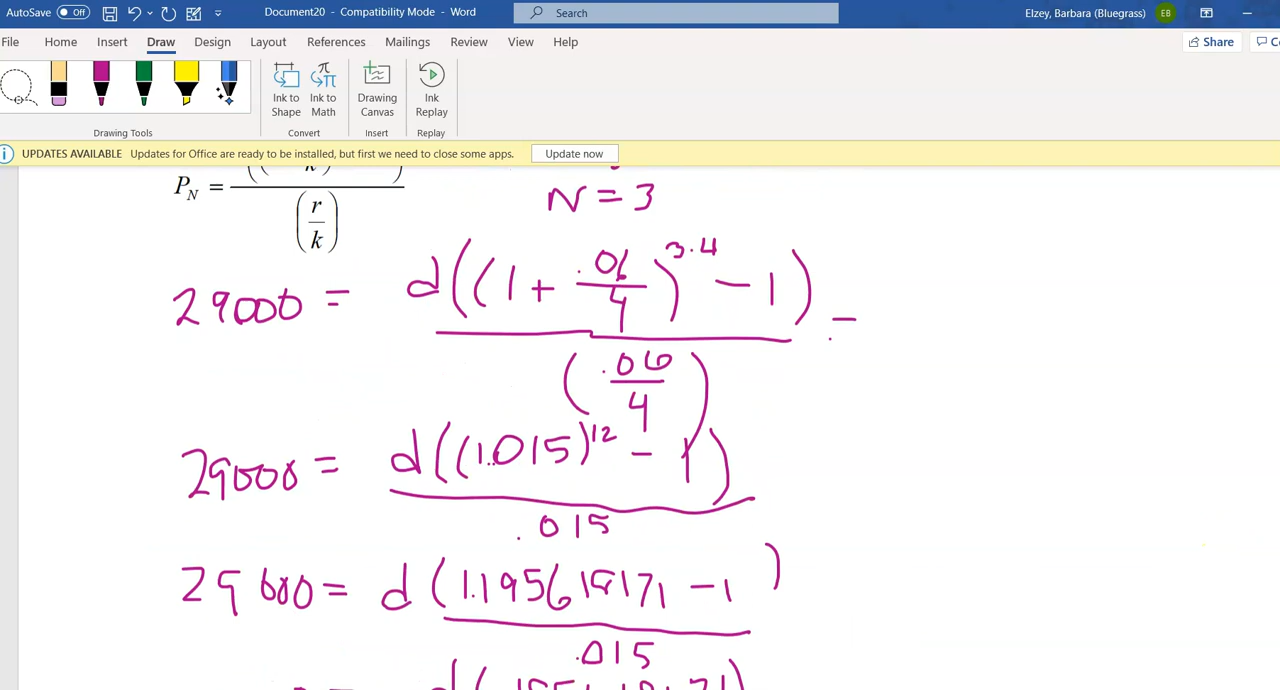 AutoSave Off Document20 - Compatibility Mode - Word Search Elzey, Barbara (Bluegrass) EB
File Home Insert Draw Design Layout References Mailings Review View Help Share Co
Ink to Shape Ink to Math Drawing Canvas Ink Replay
Drawing Tools Convert Insert Replay
UPDATES AVAILABLE Updates for Office are ready to be installed, but first we need to close some apps. Update now
P_N = / (r/k)
N = 3
29000 = d((1 + .06/4)^3·4 - 1) / (.06/4) =
29000 = d((1.015)^12 - 1) / .015
29000 = d(1.195618171 - 1) / .015